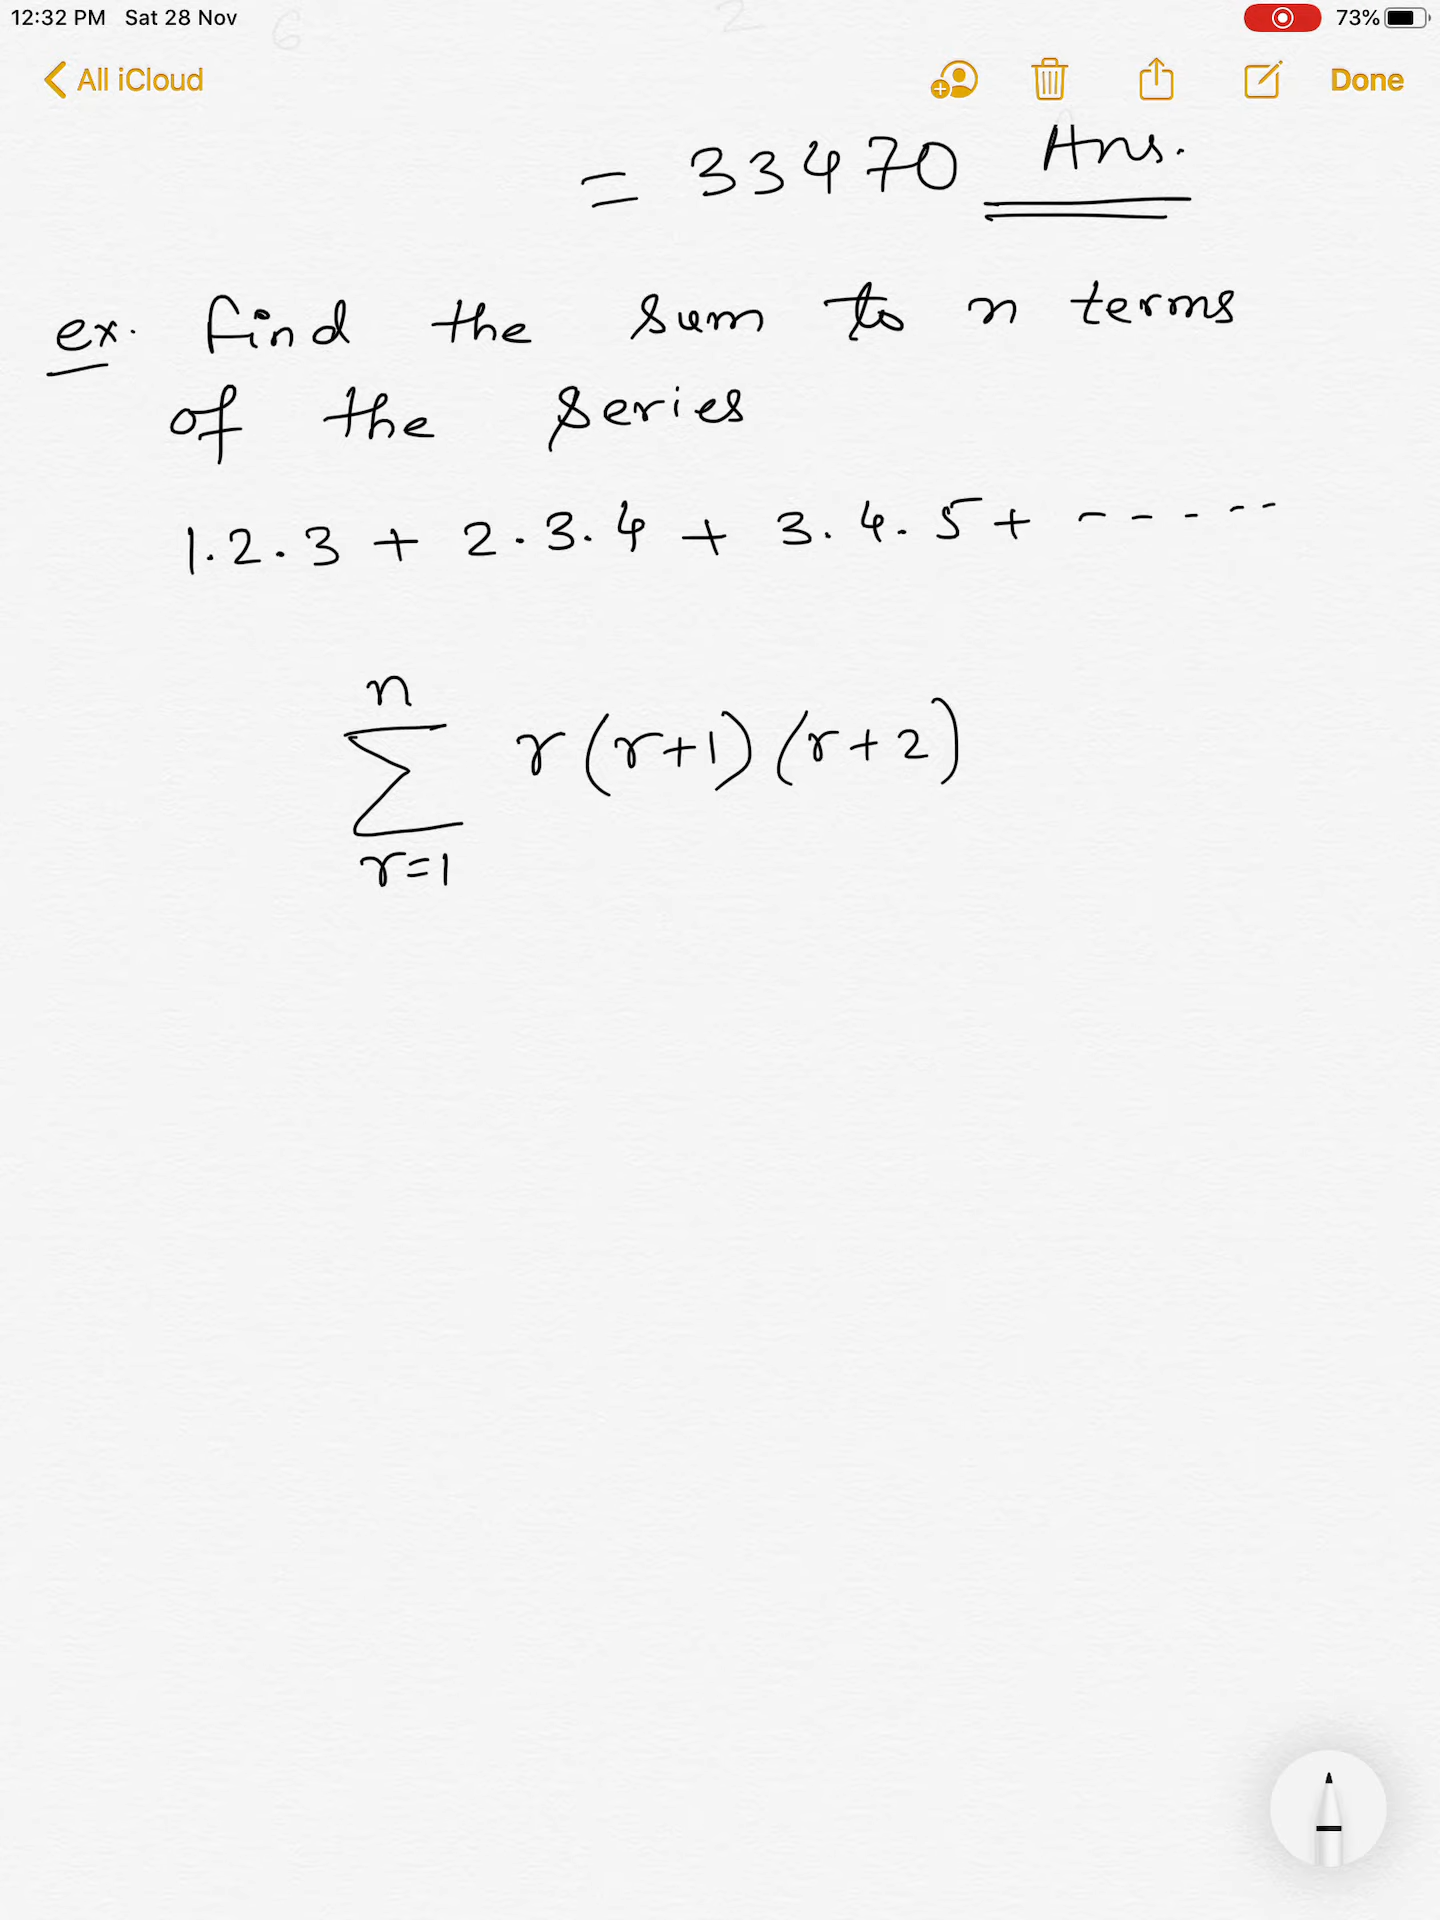 12:32 PM Sat 28 Nov 73%
All iCloud Done
= 33470 Ans.
ex. find the sum to n terms
of the series
1.2.3 + 2.3.4 + 3.4.5 + -----
n
∑ r(r+1)(r+2)
r=1